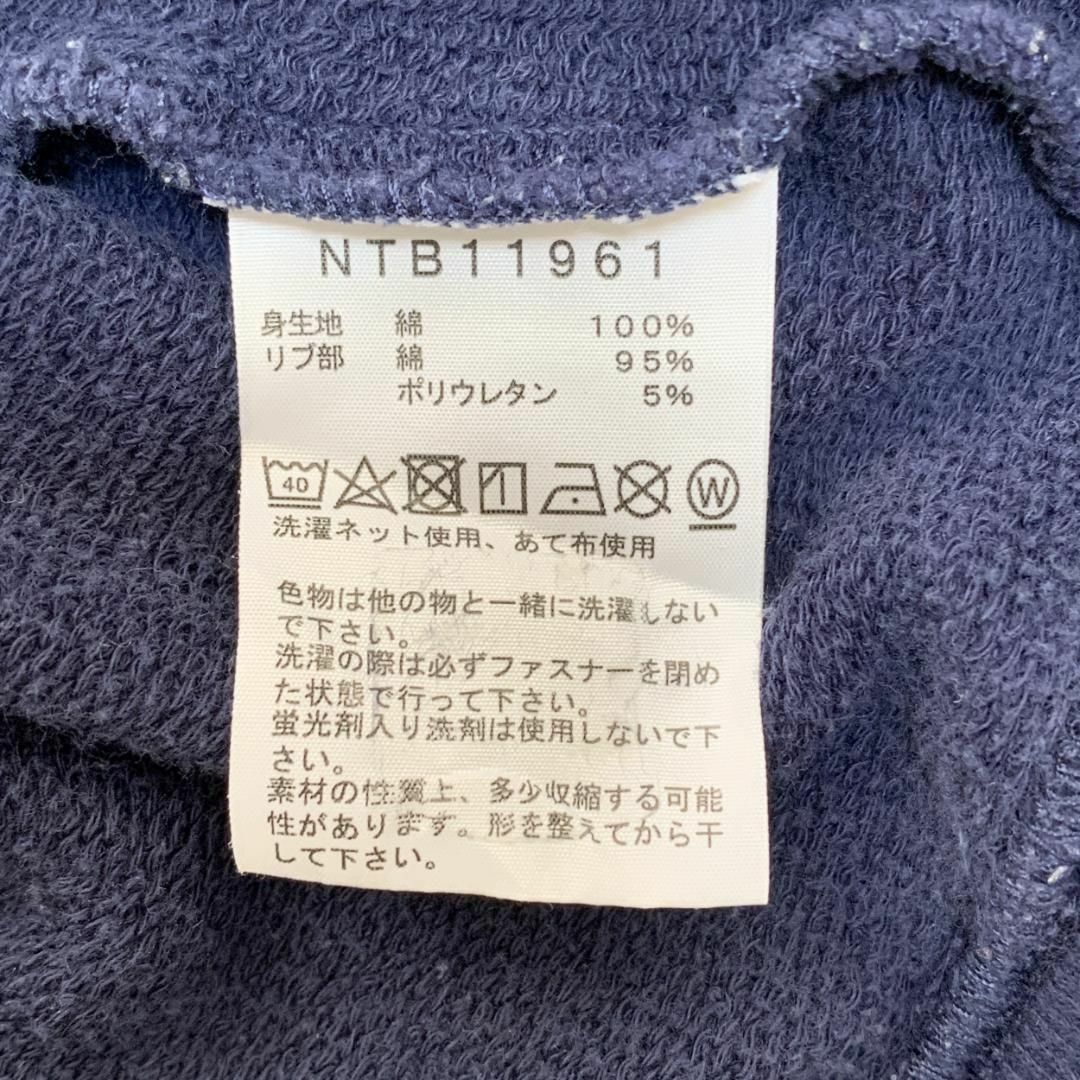 NTB11961
身生地 綿 100%
リブ部 綿 95%
ポリウレタン 5%
40 W
洗濯ネット使用、あて布使用
色物は他の物と一緒に洗濯しない
で下さい。
洗濯の際は必ずファスナーを閉め
た状態で行って下さい。
蛍光剤入り洗剤は使用しないで下
さい。
素材の性質上、多少収縮する可能
性があります。形を整えてから干
して下さい。